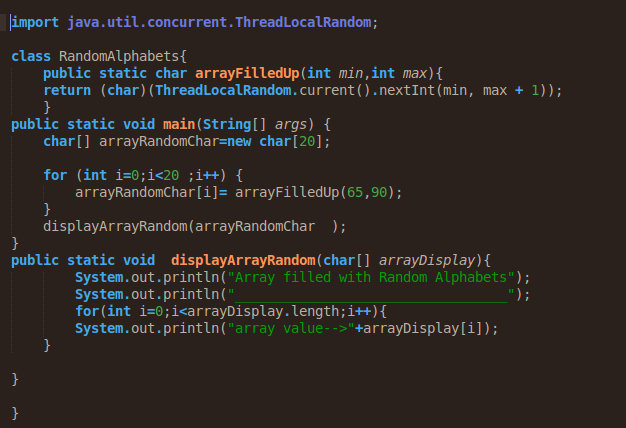 import java.util.concurrent.ThreadLocalRandom;
class RandomAlphabets{
public static char arrayFilledUp(int min,int max){
return (char)(ThreadLocalRandom.current().nextInt(min, max + 1));
}
public static void main(String[] args) {
char[] arrayRandomChar=new char[20];
for (int i=0;i<20 ;i++) {
arrayRandomChar[i]= arrayFilledUp(65,90);
}
displayArrayRandom(arrayRandomChar  );
}
public static void  displayArrayRandom(char[] arrayDisplay){
System.out.println("Array filled with Random Alphabets");
System.out.println("__________________________________");
for(int i=0;i<arrayDisplay.length;i++){
System.out.println("array value-->"+arrayDisplay[i]);
}
}
}